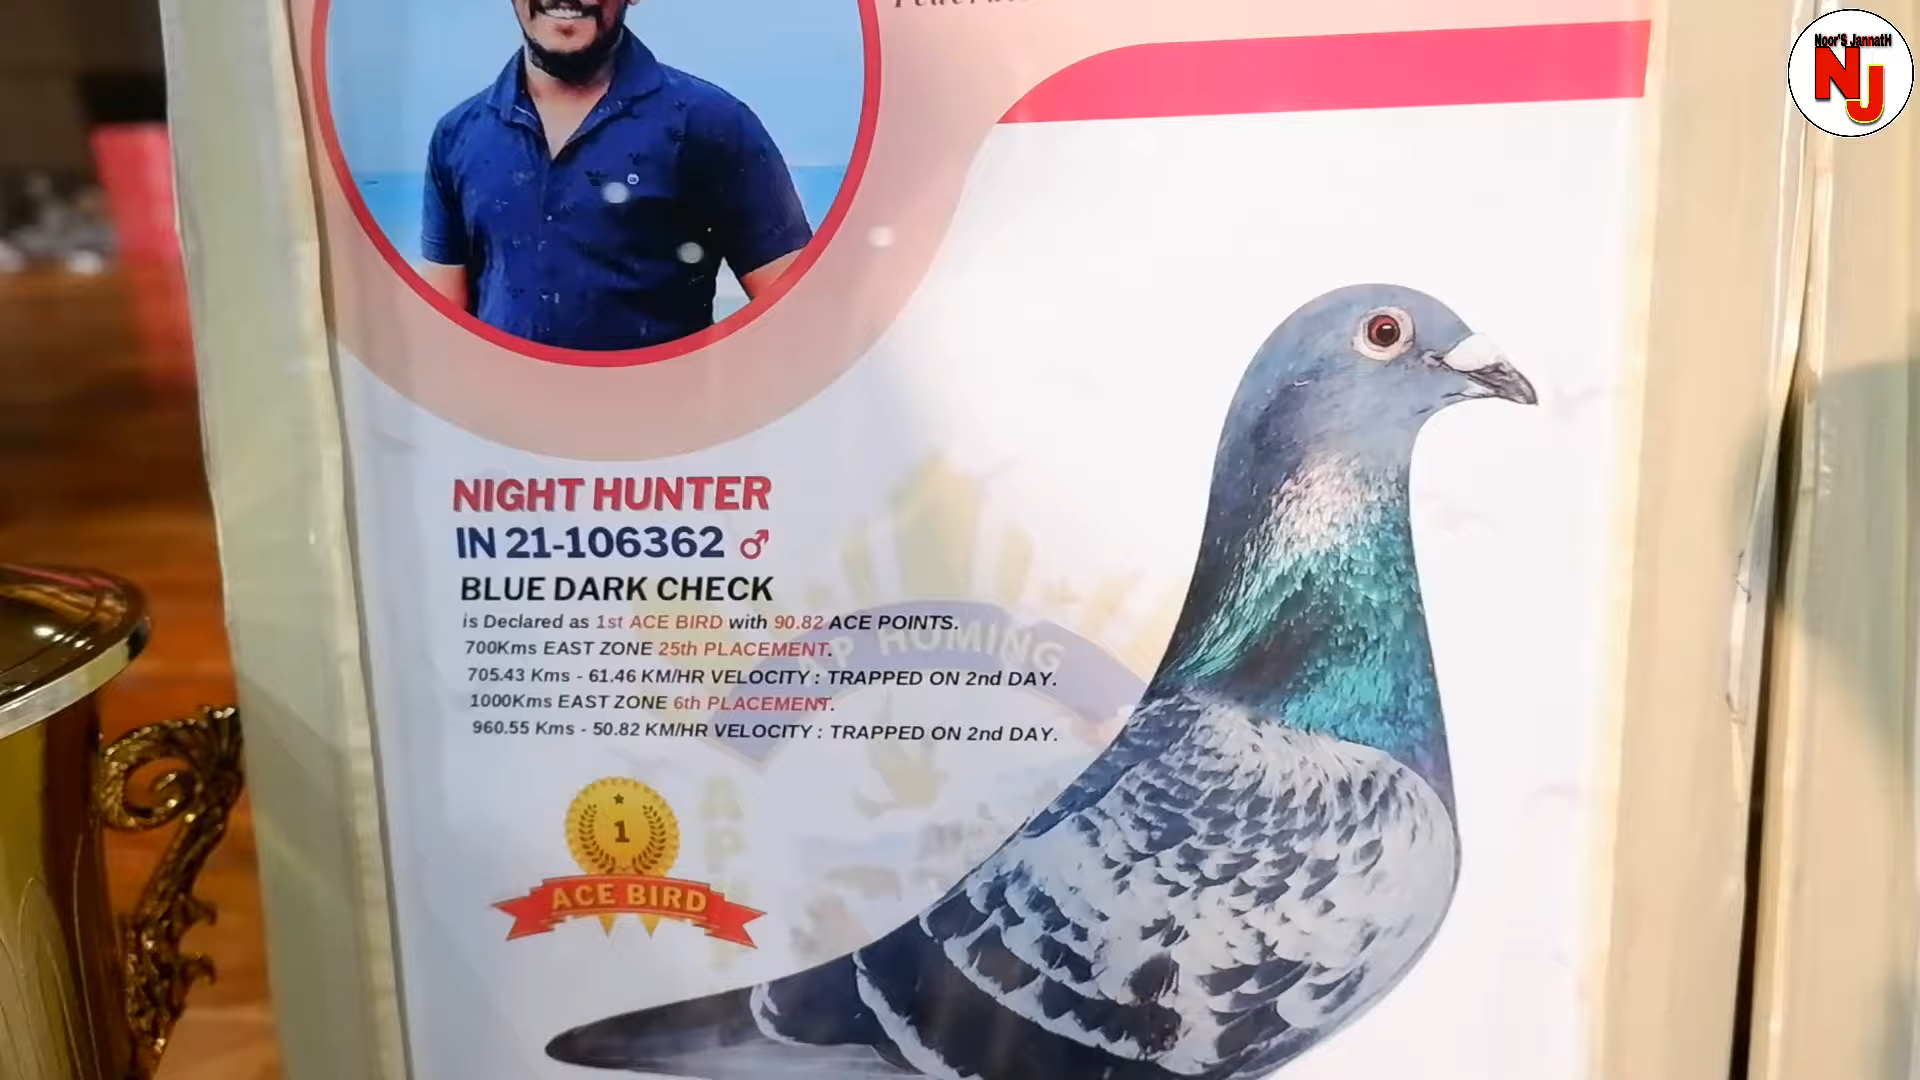 Noor'S JannatH
NJ
NIGHT HUNTER
IN 21-106362 ♂
BLUE DARK CHECK
is Declared as 1st ACE BIRD with 90.82 ACE POINTS.
700Kms EAST ZONE 25th PLACEMENT.
705.43 Kms - 61.46 KM/HR VELOCITY : TRAPPED ON 2nd DAY.
1000Kms EAST ZONE 6th PLACEMENT.
960.55 Kms - 50.82 KM/HR VELOCITY : TRAPPED ON 2nd DAY.
AP HOMING
1
ACE BIRD